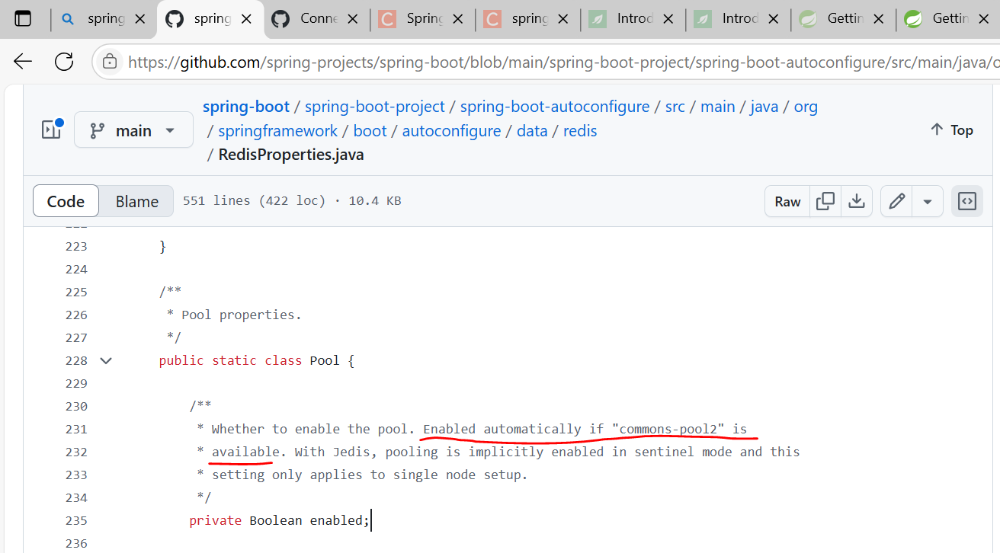 spring
spring
Conne
Spring
spring
Introd
Introd
Gettin
Gettin
https://github.com/spring-projects/spring-boot/blob/main/spring-boot-project/spring-boot-autoconfigure/src/main/java/o
main
spring-boot / spring-boot-project / spring-boot-autoconfigure / src / main / java / org
/ springframework / boot / autoconfigure / data / redis
/ RedisProperties.java
Top
Code Blame 551 lines (422 loc) · 10.4 KB Raw
223 }
224
225 /**
226 * Pool properties.
227 */
228 public static class Pool {
229
230 /**
231 * Whether to enable the pool. Enabled automatically if "commons-pool2" is
232 * available. With Jedis, pooling is implicitly enabled in sentinel mode and this
233 * setting only applies to single node setup.
234 */
235 private Boolean enabled;
236